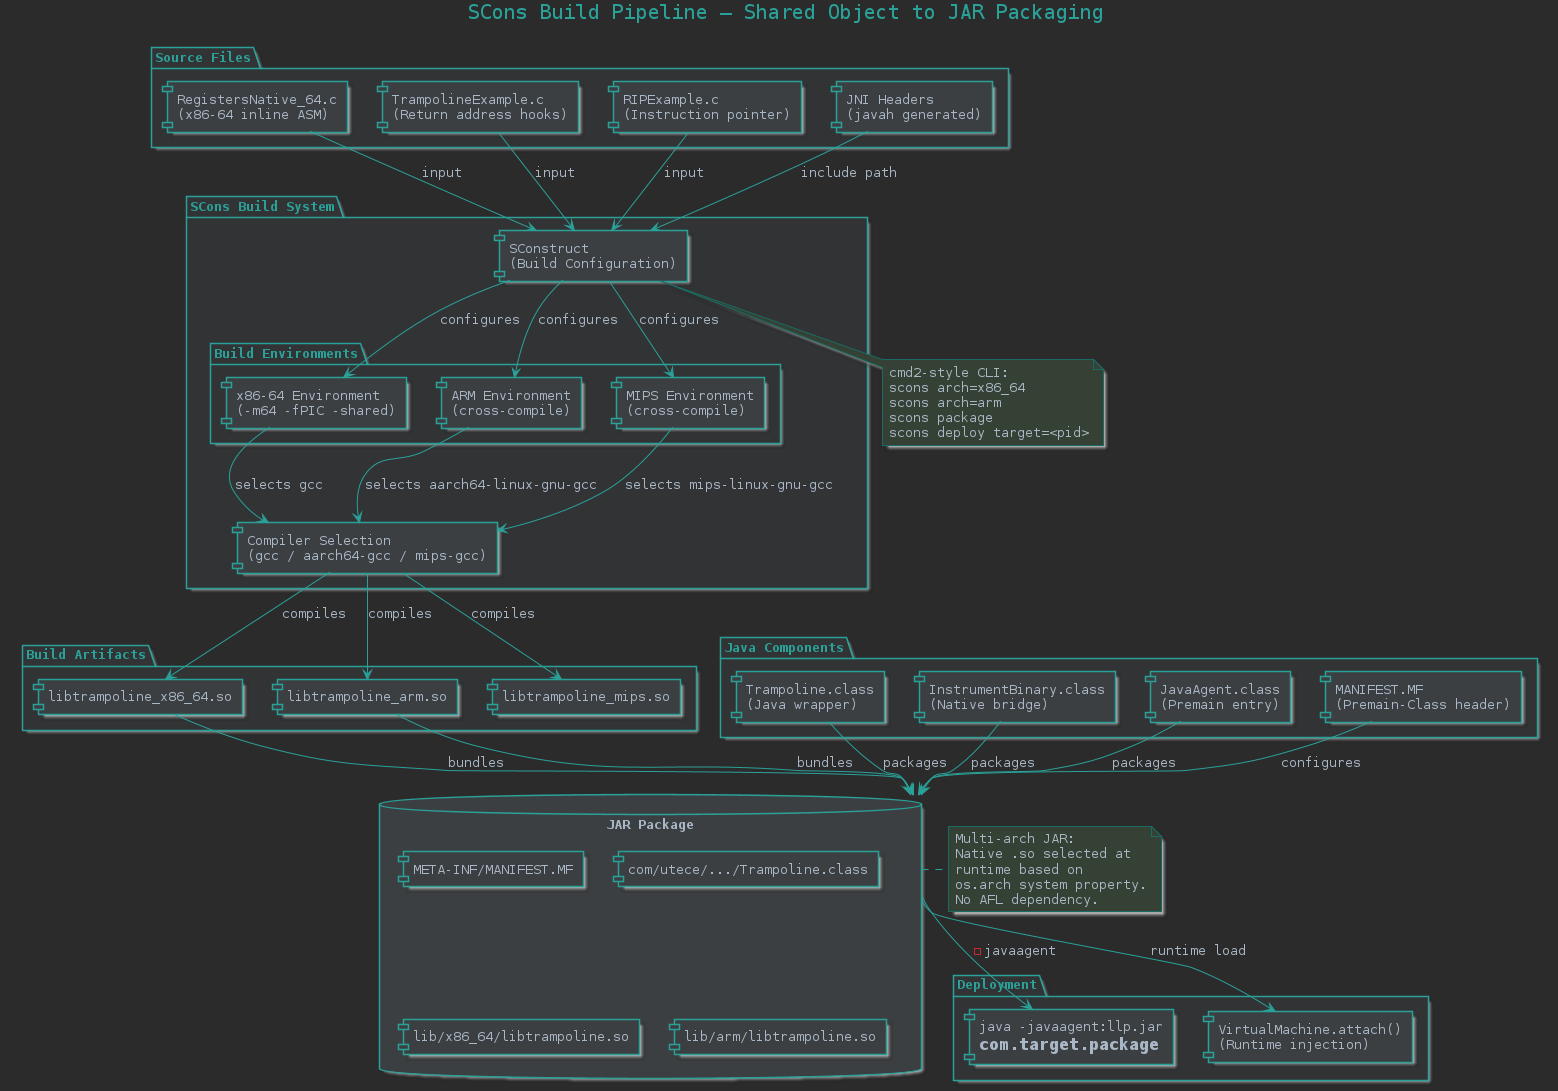 SCons Build Pipeline — Shared Object to JAR Packaging
Source Files
RegistersNative_64.c
(x86-64 inline ASM)
TrampolineExample.c
(Return address hooks)
RIPExample.c
(Instruction pointer)
JNI Headers
(javah generated)
input
input
input
include path
SCons Build System
SConstruct
(Build Configuration)
configures
configures
configures
Build Environments
x86-64 Environment
(-m64 -fPIC -shared)
ARM Environment
(cross-compile)
MIPS Environment
(cross-compile)
cmd2-style CLI:
scons arch=x86_64
scons arch=arm
scons package
scons deploy target=<pid>
selects gcc
selects aarch64-linux-gnu-gcc
selects mips-linux-gnu-gcc
Compiler Selection
(gcc / aarch64-gcc / mips-gcc)
compiles
compiles
compiles
Build Artifacts
libtrampoline_x86_64.so
libtrampoline_arm.so
libtrampoline_mips.so
Java Components
Trampoline.class
(Java wrapper)
InstrumentBinary.class
(Native bridge)
JavaAgent.class
(Premain entry)
MANIFEST.MF
(Premain-Class header)
bundles
bundles
packages
packages
packages
configures
JAR Package
META-INF/MANIFEST.MF
com/utece/.../Trampoline.class
lib/x86_64/libtrampoline.so
lib/arm/libtrampoline.so
Multi-arch JAR:
Native .so selected at
runtime based on
os.arch system property.
No AFL dependency.
javaagent
runtime load
Deployment
java -javaagent:llp.jar
com.target.package
VirtualMachine.attach()
(Runtime injection)